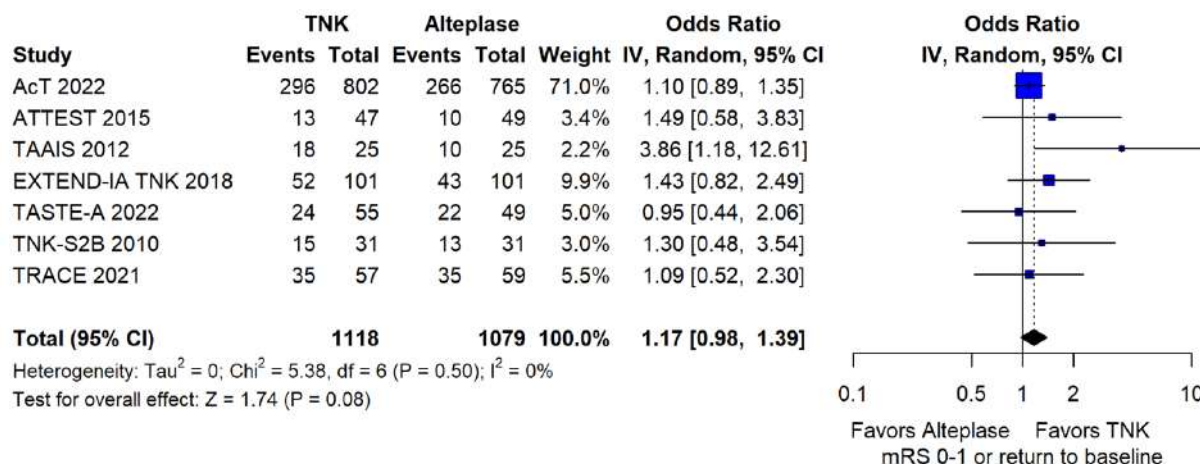 TNK Alteplase Odds Ratio Odds Ratio
Study Events Total Events Total Weight IV, Random, 95% CI IV, Random, 95% CI
AcT 2022 296 802 266 765 71.0% 1.10 [0.89, 1.35]
ATTEST 2015 13 47 10 49 3.4% 1.49 [0.58, 3.83]
TAAIS 2012 18 25 10 25 2.2% 3.86 [1.18, 12.61]
EXTEND-IA TNK 2018 52 101 43 101 9.9% 1.43 [0.82, 2.49]
TASTE-A 2022 24 55 22 49 5.0% 0.95 [0.44, 2.06]
TNK-S2B 2010 15 31 13 31 3.0% 1.30 [0.48, 3.54]
TRACE 2021 35 57 35 59 5.5% 1.09 [0.52, 2.30]
Total (95% CI) 1118 1079 100.0% 1.17 [0.98, 1.39]
Heterogeneity: Tau² = 0; Chi² = 5.38, df = 6 (P = 0.50); I² = 0%
Test for overall effect: Z = 1.74 (P = 0.08)
0.1 0.5 1 2 10
Favors Alteplase Favors TNK
mRS 0-1 or return to baseline